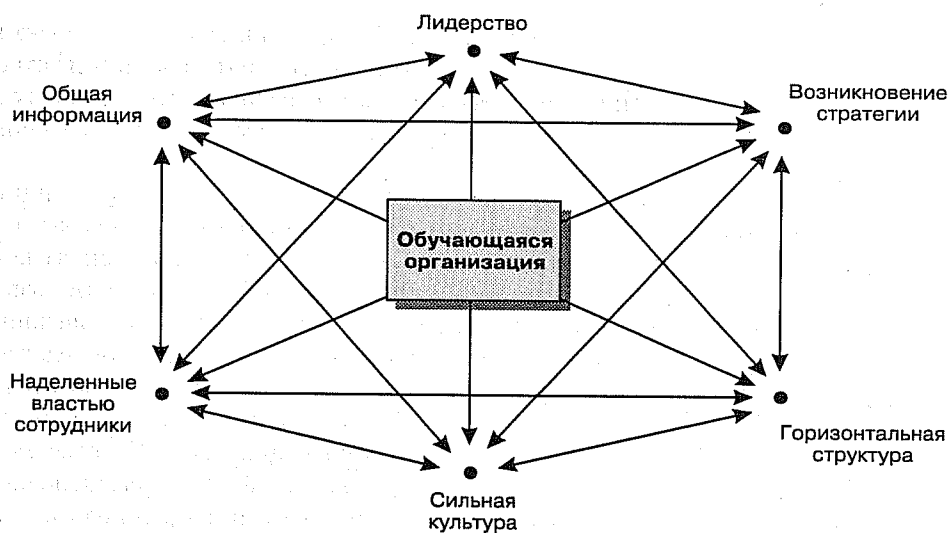 Лидерство
Общая
информация
Возникновение
стратегии
Обучающаяся
организация
Наделенные
властью
сотрудники
Горизонтальная
структура
Сильная
культура